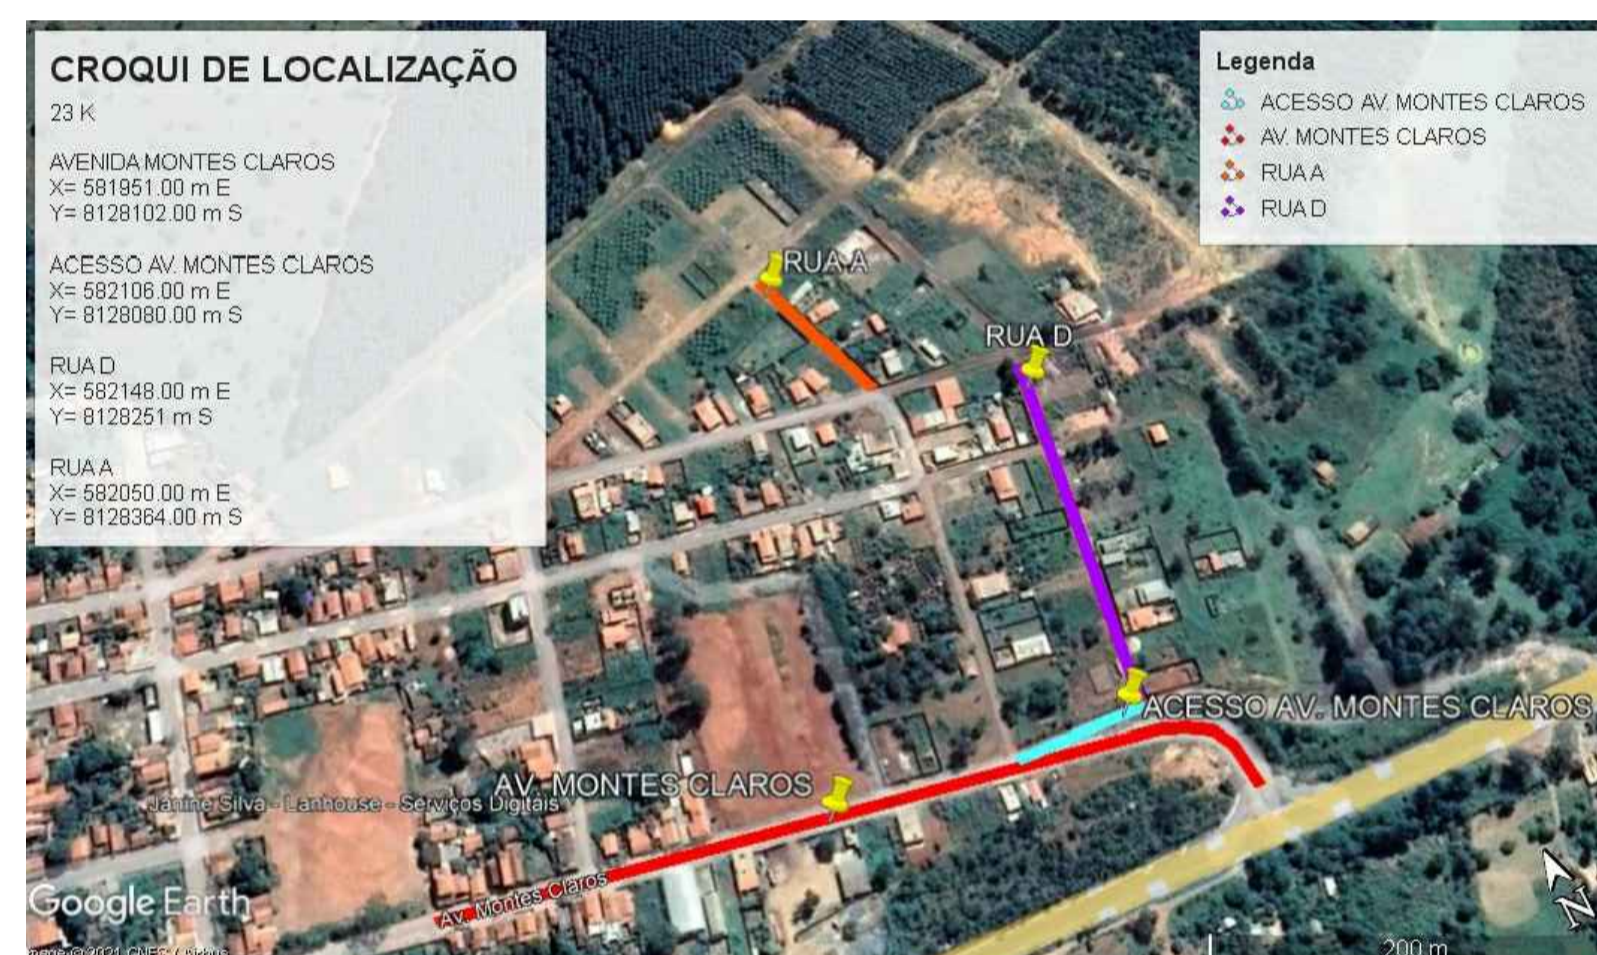 CROQUI DE LOCALIZAÇÃO
23 K
AVENIDA MONTES CLAROS
X= 581951.00 m E
Y= 8128102.00 m S
ACESSO AV. MONTES CLAROS
X= 582106.00 m E
Y= 8128080.00 m S
RUA D
X= 582148.00 m E
Y= 8128251 m S
RUA A
X= 582050.00 m E
Y= 8128364.00 m S
Legenda
ACESSO AV. MONTES CLAROS
AV. MONTES CLAROS
RUA A
RUA D
RUA A
RUA D
ACESSO AV. MONTES CLAROS
AV. MONTES CLAROS
Janine Silva - Lanhouse - Serviços Digitais
Av. Montes Claros
Google Earth
N
200 m